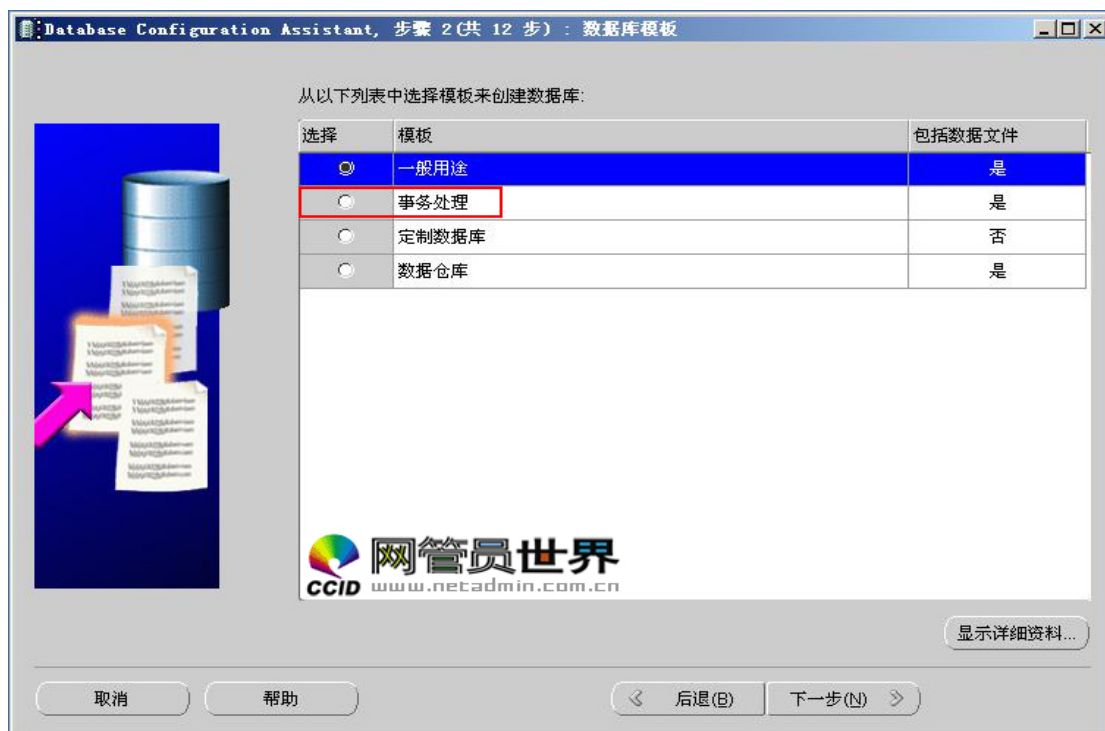 Database Configuration Assistant, 步骤 2(共 12 步) : 数据库模板
从以下列表中选择模板来创建数据库:
选择 模板 包括数据文件
一般用途 是
事务处理 是
定制数据库 否
数据仓库 是
网管员世界
CCID www.netadmin.com.cn
显示详细资料...
取消 帮助 后退(B) 下一步(N)